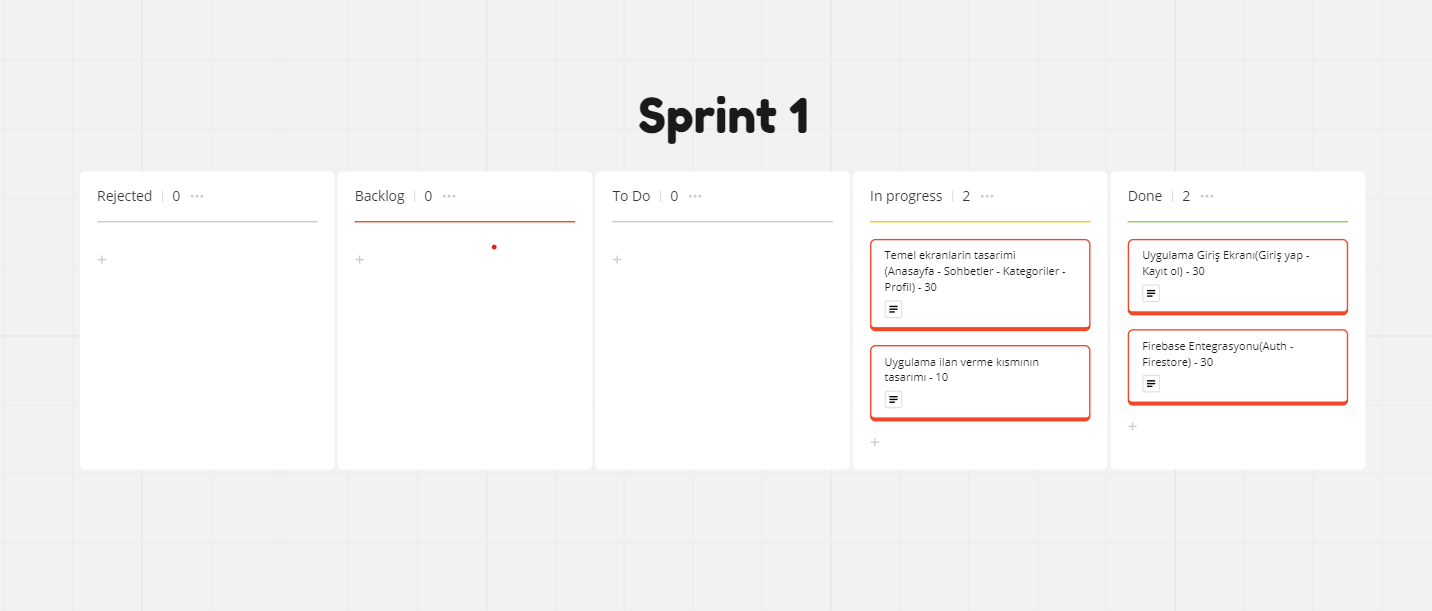 Sprint 1
Rejected 0
Backlog 0
To Do 0
In progress 2
Temel ekranlarin tasarimi
(Anasayfa - Sohbetler - Kategoriler -
Profil) - 30
Uygulama ilan verme kısmının
tasarımı - 10
Done 2
Uygulama Giriş Ekranı(Giriş yap -
Kayıt ol) - 30
Firebase Entegrasyonu(Auth -
Firestore) - 30